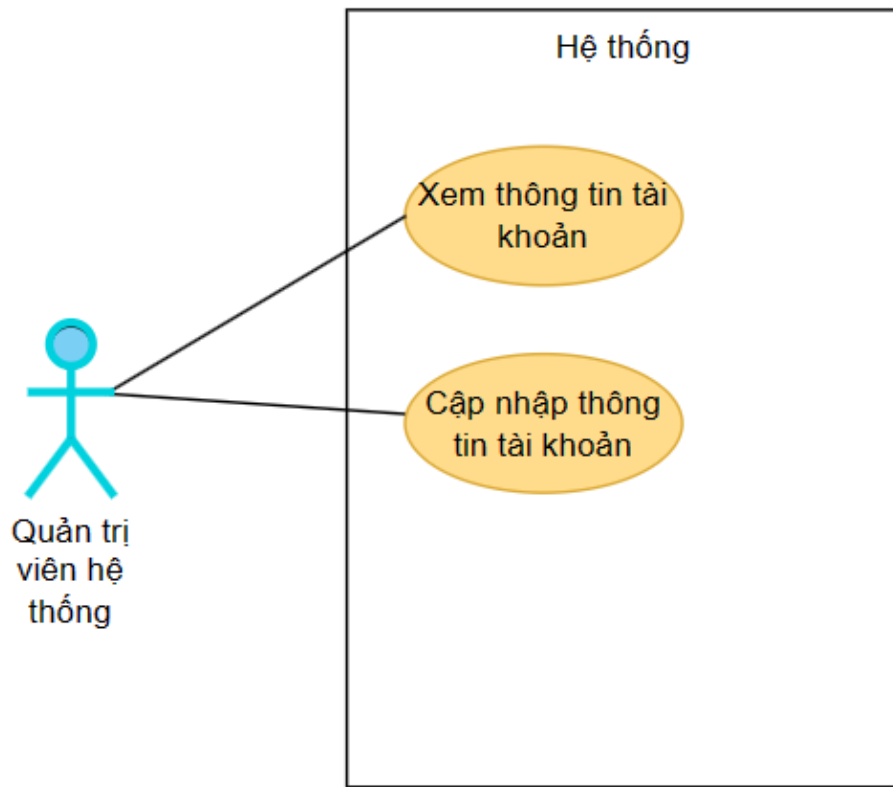 Hệ thống
Xem thông tin tài
khoản
Cập nhập thông
tin tài khoản
Quản trị
viên hệ
thống